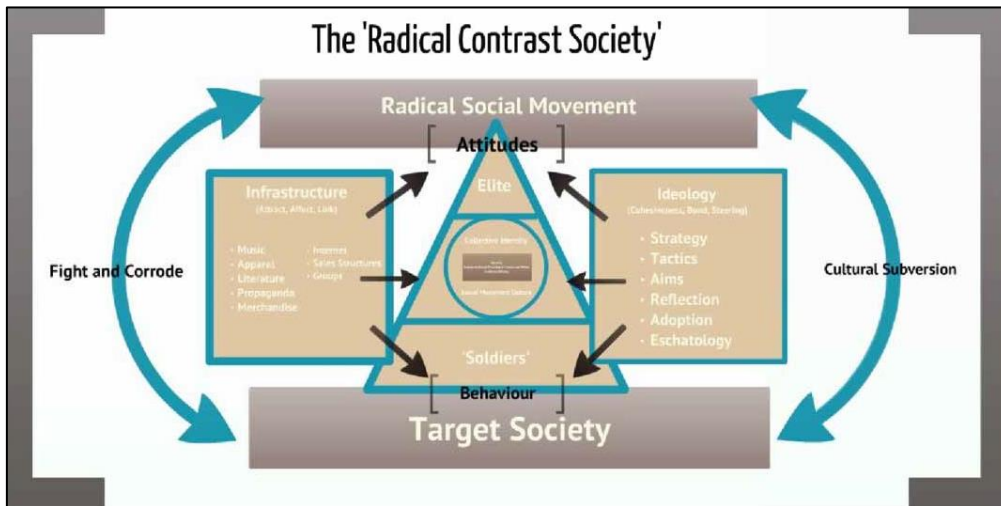 The 'Radical Contrast Society'
Radical Social Movement
[ Attitudes ]
Elite
Infrastructure
(Attract, Affect, Link)
• Music
• Apparel
• Literature
• Propaganda
• Merchandise
• Internet
• Sales Structures
• Groups
Fight and Corrode
Collective Identity
Social Movement Culture
Ideology
(Cohesiveness, Bond, Steering)
• Strategy
• Tactics
• Aims
• Reflection
• Adoption
• Eschatology
Cultural Subversion
'Soldiers'
[ Behaviour ]
Target Society